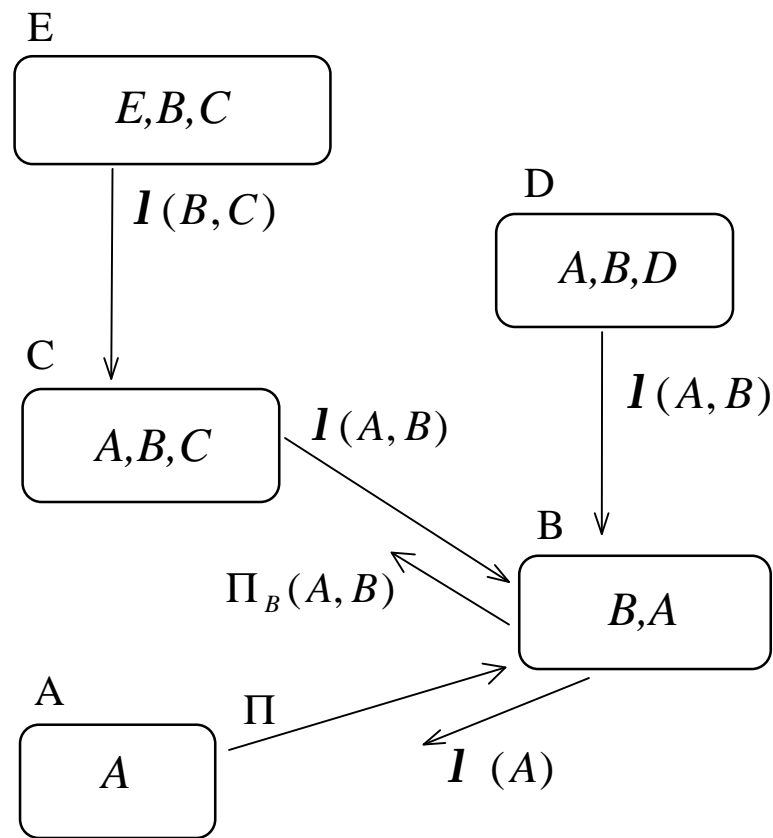 E
E,B,C
l (B,C)
D
A,B,D
C
l (A,B)
A,B,C
l (A,B)
B
Π_B(A,B)
B,A
A
Π
A
l (A)